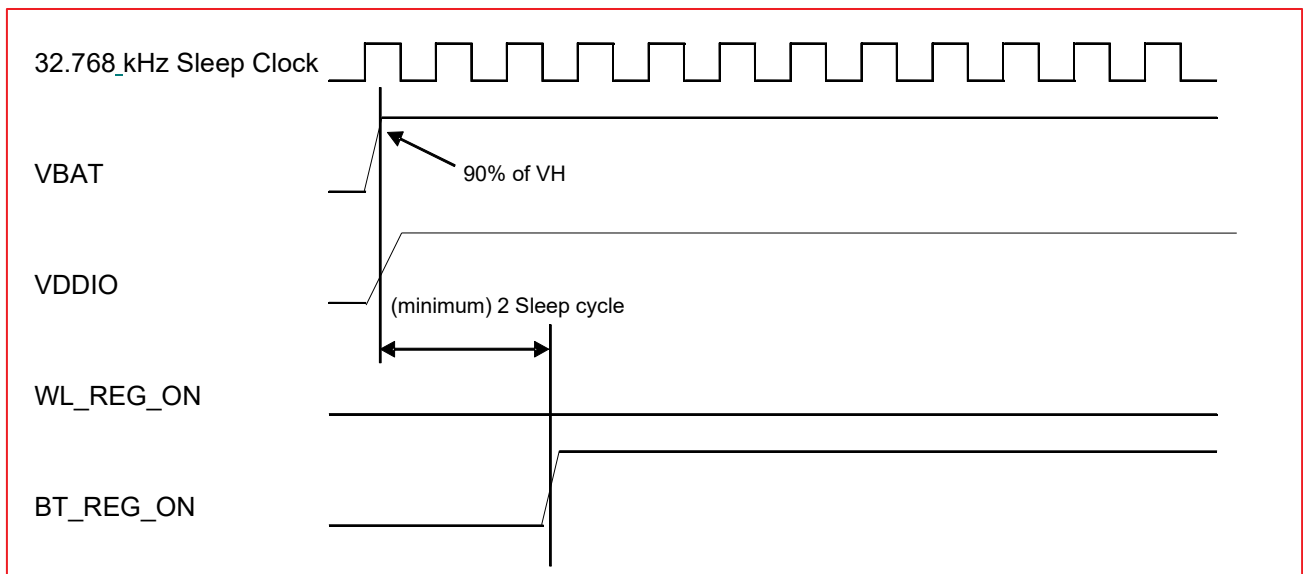 32.768 kHz Sleep Clock
VBAT
90% of VH
VDDIO
(minimum) 2 Sleep cycle
WL_REG_ON
BT_REG_ON